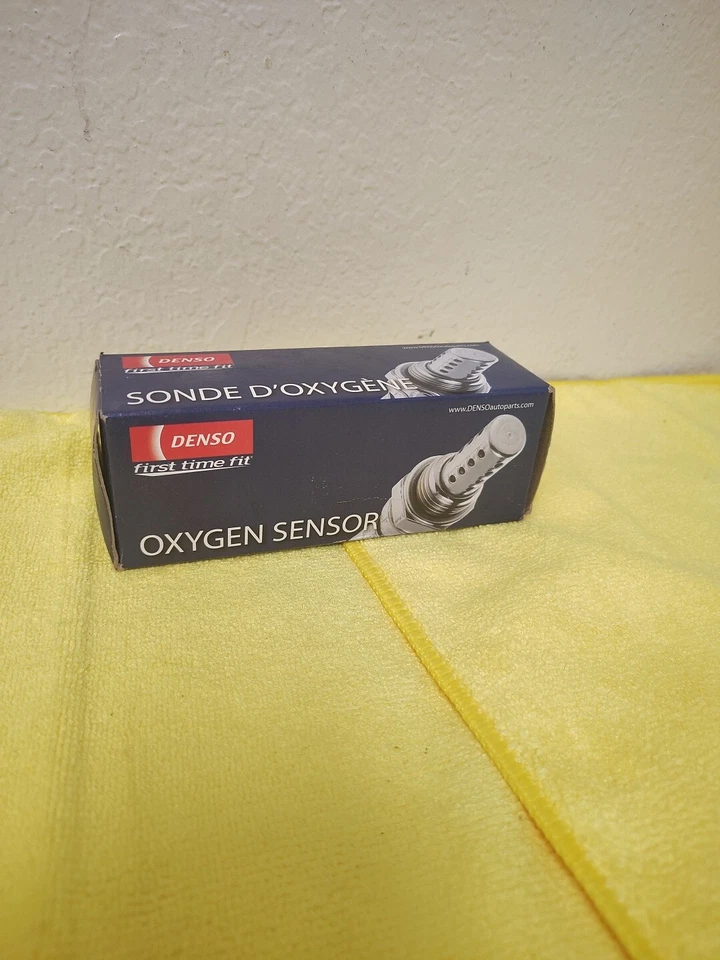 DENSO
first time fit
SONDE D'OXYGÈNE
DENSO
www.DENSOautoparts.com
first time fit®
OXYGEN SENSOR